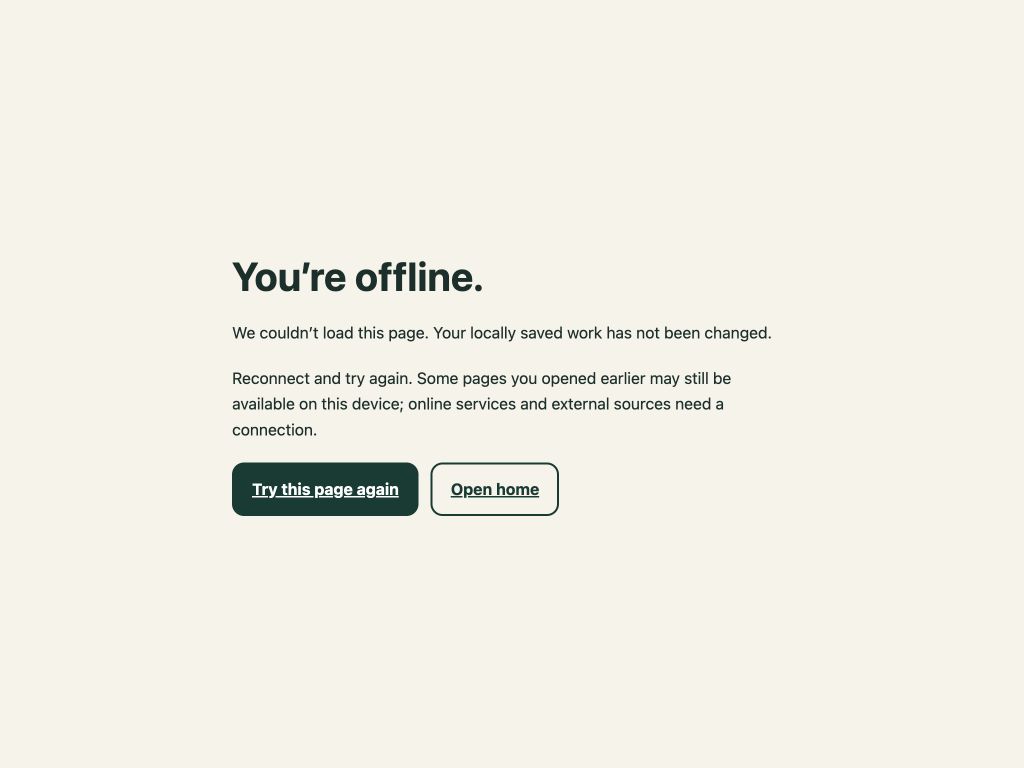 You’re offline.
We couldn’t load this page. Your locally saved work has not been changed.
Reconnect and try again. Some pages you opened earlier may still be
available on this device; online services and external sources need a
connection.
Try this page again
Open home